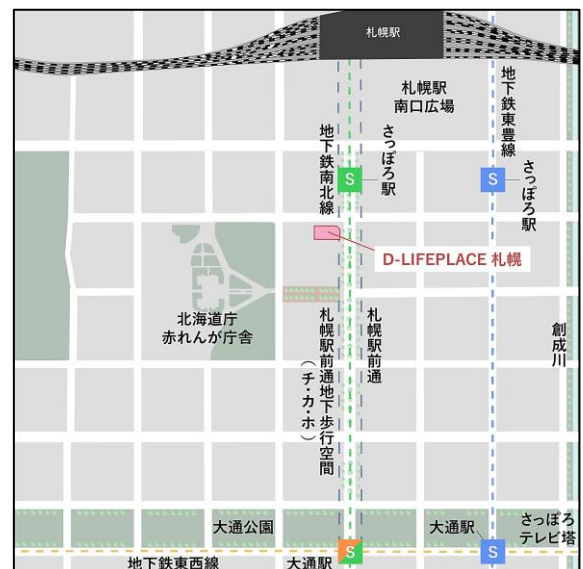 札幌駅
札幌駅
南口広場
地下鉄東豊線
地下鉄南北線
さっぽろ駅
S
S
さっぽろ駅
D-LIFEPLACE 札幌
北海道庁
赤れんが庁舎
札幌駅前通地下歩行空間
（チ・カ・ホ）
札幌駅前通
創成川
大通公園
大通駅
さっぽろ
テレビ塔
S
S
地下鉄東西線
大通駅